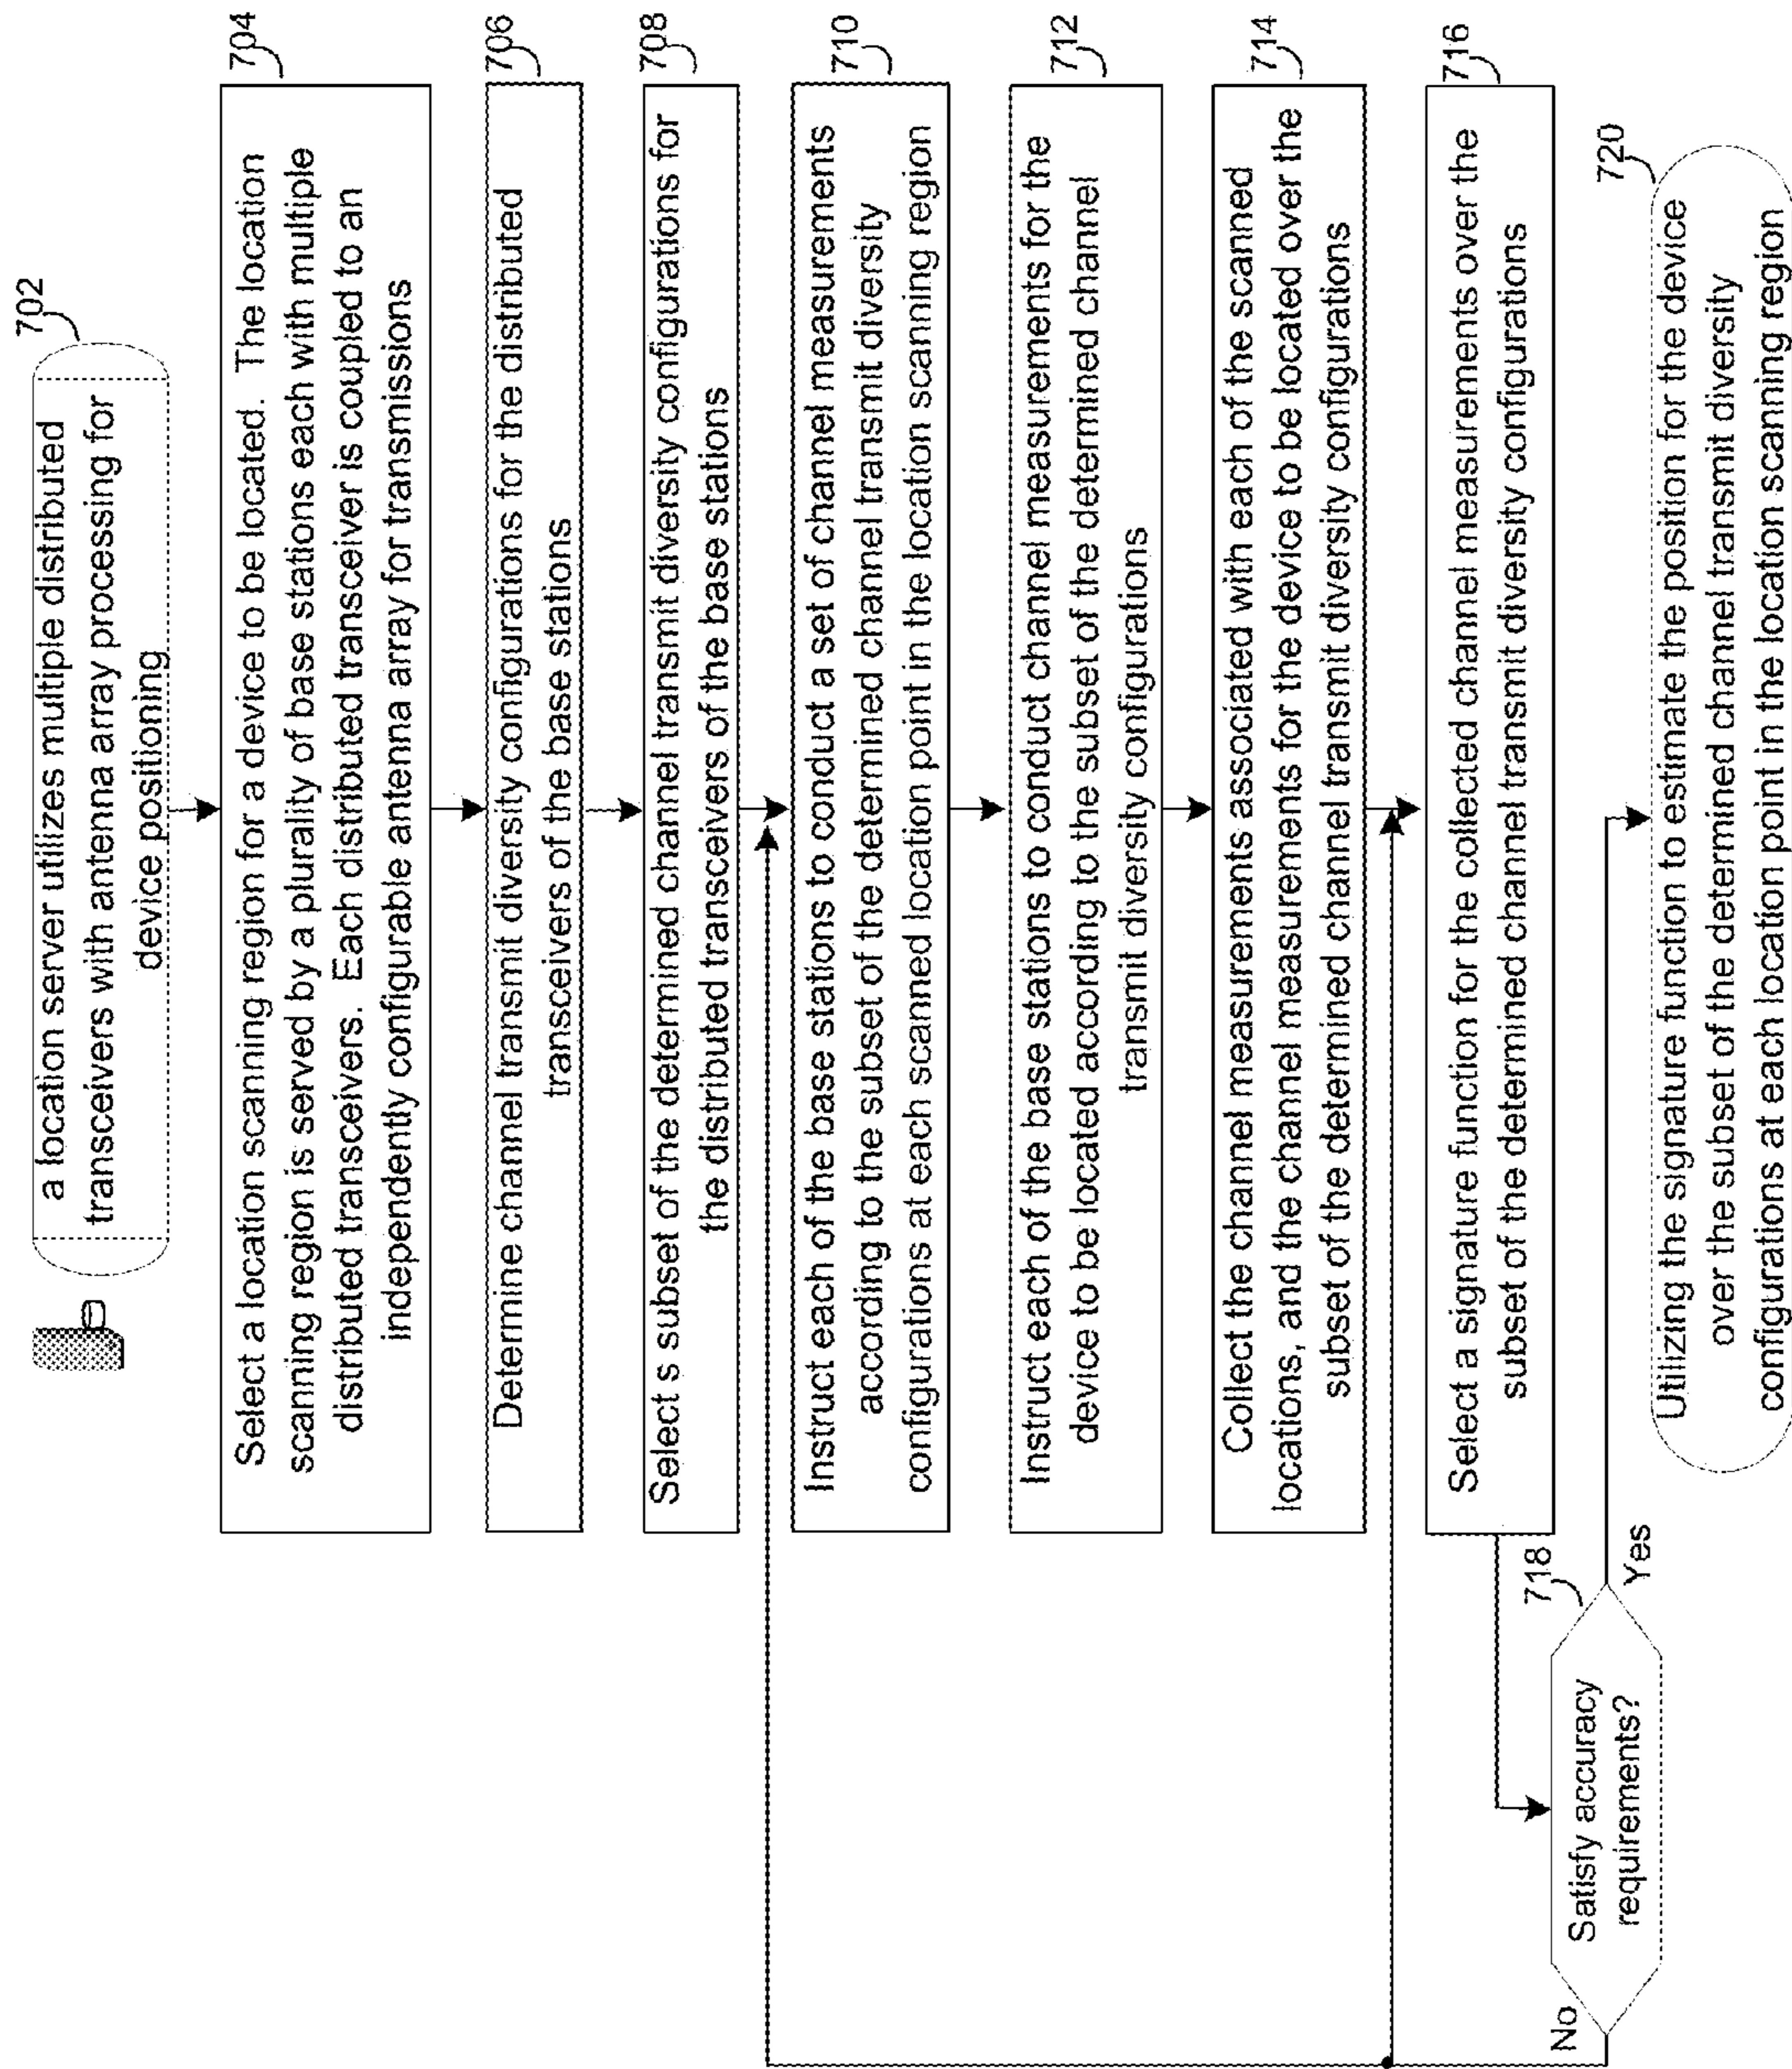 702
a location server utilizes multiple distributed
transceivers with antenna array processing for
device positioning
704
Select a location scanning region for a device to be located. The location
scanning region is served by a plurality of base stations each with multiple
distributed transceivers. Each distributed transceiver is coupled to an
independently configurable antenna array for transmissions
706
Determine channel transmit diversity configurations for the distributed
transceivers of the base stations
708
Select s subset of the determined channel transmit diversity configurations for
the distributed transceivers of the base stations
710
Instruct each of the base stations to conduct a set of channel measurements
according to the subset of the determined channel transmit diversity
configurations at each scanned location point in the location scanning region
712
Instruct each of the base stations to conduct channel measurements for the
device to be located according to the subset of the determined channel
transmit diversity configurations
714
Collect the channel measurements associated with each of the scanned
locations, and the channel measurements for the device to be located over the
subset of the determined channel transmit diversity configurations
716
Select a signature function for the collected channel measurements over the
subset of the determined channel transmit diversity configurations
718
Satisfy accuracy
requirements?
No
Yes
720
Utilizing the signature function to estimate the position for the device
over the subset of the determined channel transmit diversity
configurations at each location point in the location scanning region